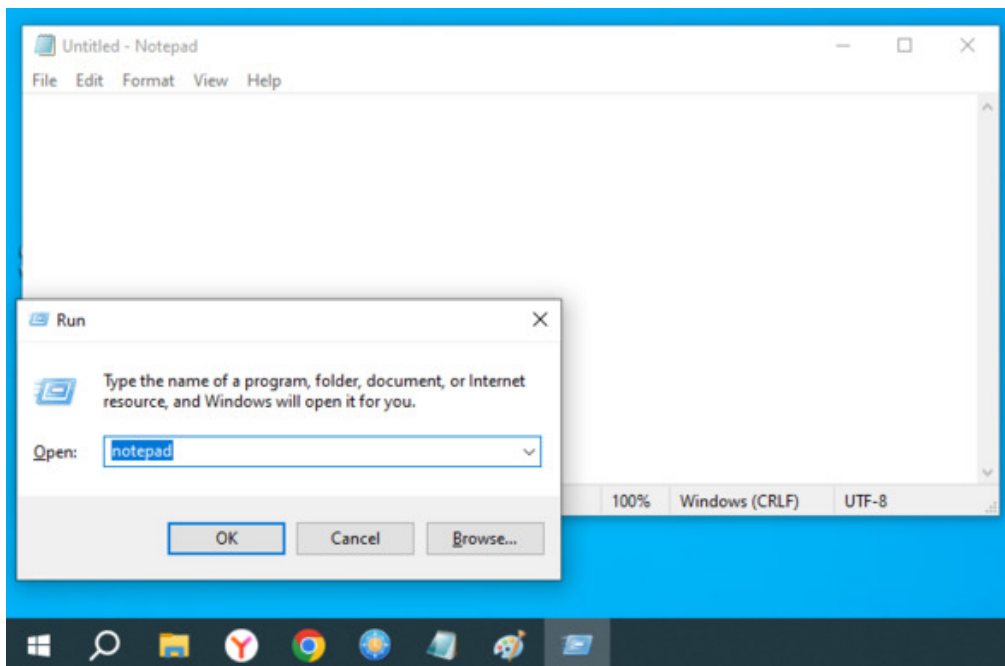 Untitled - Notepad
File Edit Format View Help
Run
Type the name of a program, folder, document, or Internet
resource, and Windows will open it for you.
Open: notepad
OK Cancel Browse...
100% Windows (CRLF) UTF-8